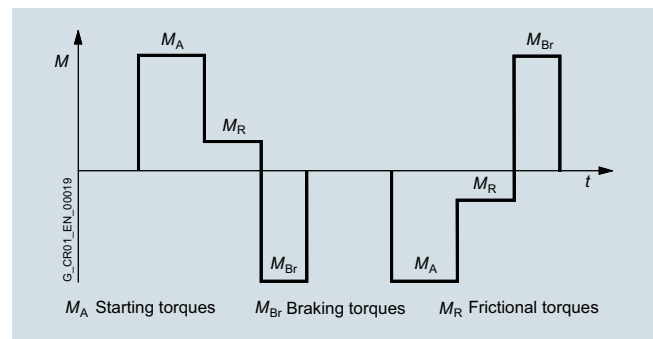 M
M_A
M_R
M_Br
M_Br
M_A
M_R
t
G_CR01_EN_00019
M_A Starting torques M_Br Braking torques M_R Frictional torques